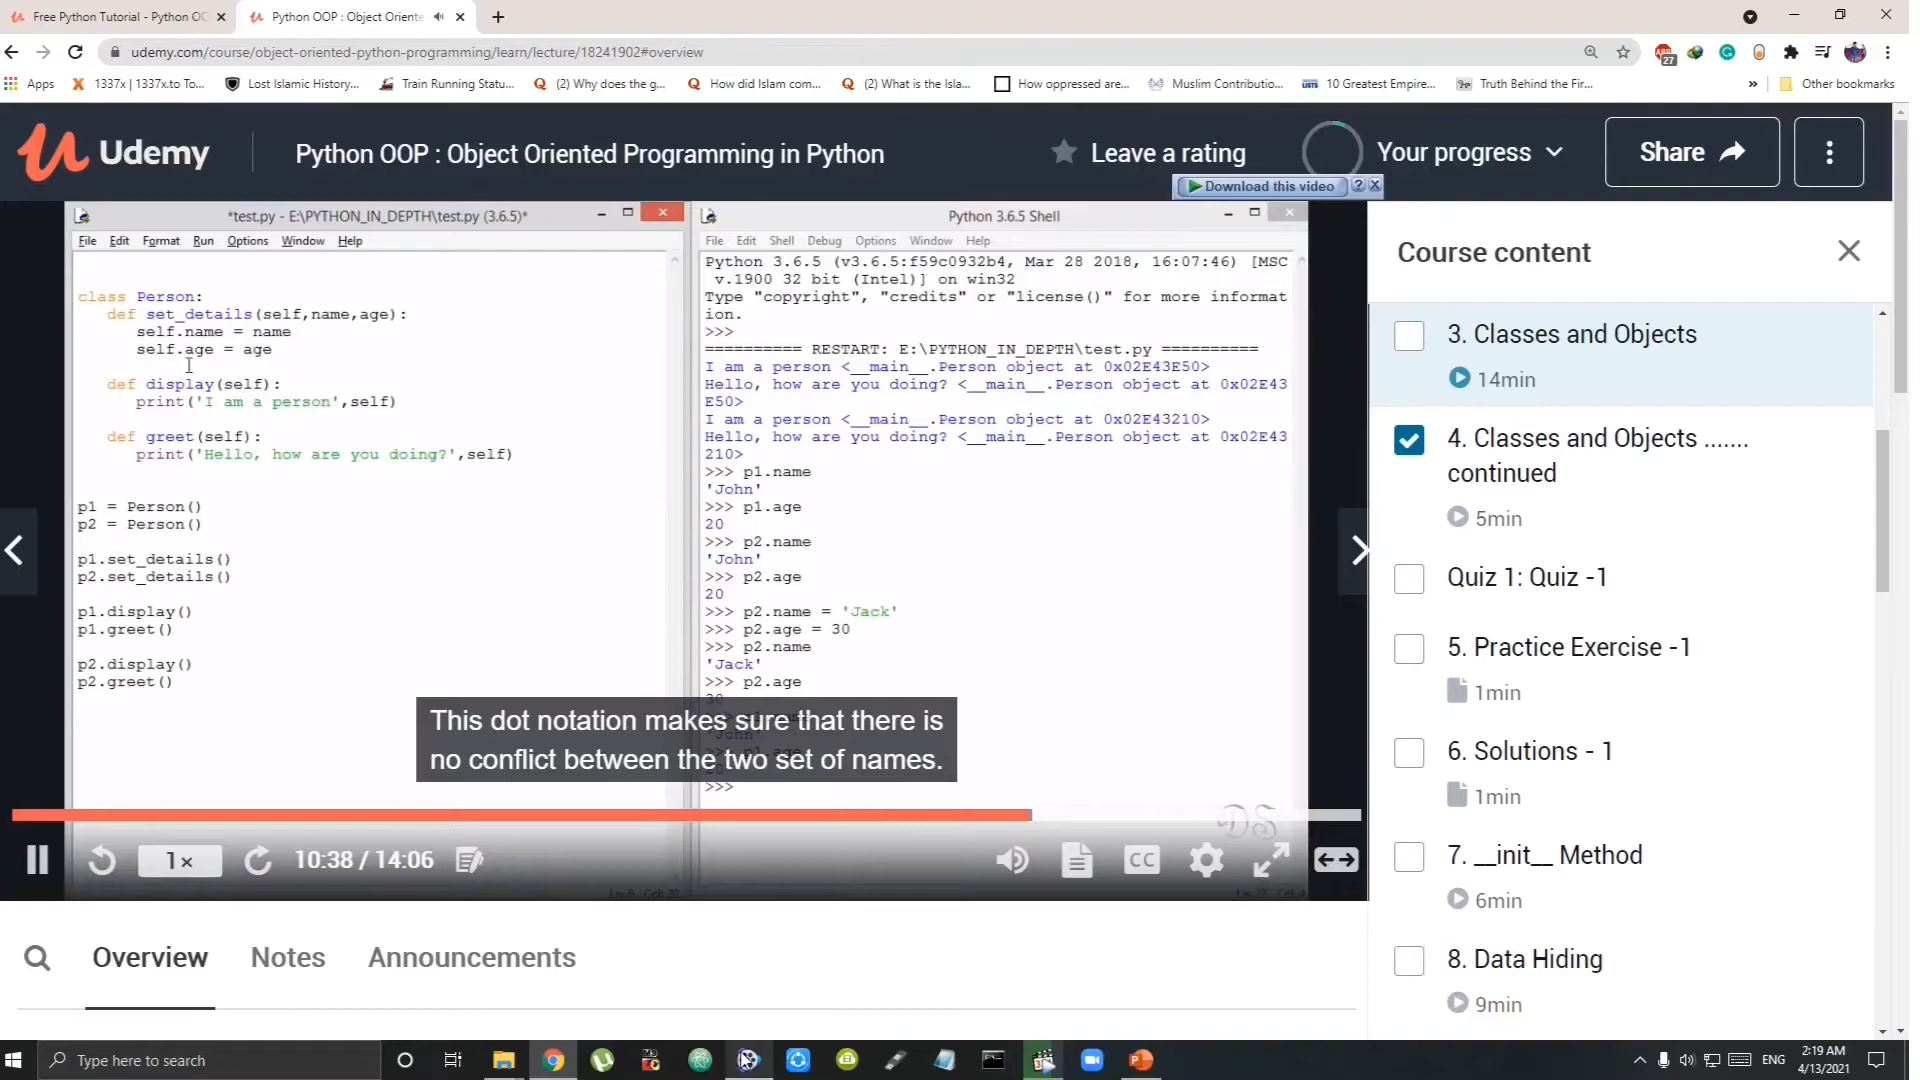 Free Python Tutorial - Python OO
Python OOP : Object Oriente
udemy.com/course/object-oriented-python-programming/learn/lecture/18241902#overview
27
Apps
1337x | 1337x.to To...
Lost Islamic History...
Train Running Statu...
(2) Why does the g...
How did Islam com...
(2) What is the Isla...
How oppressed are...
Muslim Contributio...
10 Greatest Empire...
Truth Behind the Fir...
»
Other bookmarks
Udemy
Python OOP : Object Oriented Programming in Python
Leave a rating
Your progress
Share
Download this video
*test.py - E:\PYTHON_IN_DEPTH\test.py (3.6.5)*
File Edit Format Run Options Window Help
class Person:
def set_details(self,name,age):
self.name = name
self.age = age
def display(self):
print('I am a person',self)
def greet(self):
print('Hello, how are you doing?',self)
p1 = Person()
p2 = Person()
p1.set_details()
p2.set_details()
p1.display()
p1.greet()
p2.display()
p2.greet()
Python 3.6.5 Shell
File Edit Shell Debug Options Window Help
Python 3.6.5 (v3.6.5:f59c0932b4, Mar 28 2018, 16:07:46) [MSC
v.1900 32 bit (Intel)] on win32
Type "copyright", "credits" or "license()" for more informat
ion.
>>>
========== RESTART: E:\PYTHON_IN_DEPTH\test.py ==========
I am a person <__main__.Person object at 0x02E43E50>
Hello, how are you doing? <__main__.Person object at 0x02E43
E50>
I am a person <__main__.Person object at 0x02E43210>
Hello, how are you doing? <__main__.Person object at 0x02E43
210>
>>> p1.name
'John'
>>> p1.age
20
>>> p2.name
'John'
>>> p2.age
20
>>> p2.name = 'Jack'
>>> p2.age = 30
>>> p2.name
'Jack'
>>> p2.age
30
'John'
>>> p1.age
>>>
This dot notation makes sure that there is
no conflict between the two set of names.
DS
1×
10:38 / 14:06
CC
Course content
3. Classes and Objects
14min
4. Classes and Objects .......
continued
5min
Quiz 1: Quiz -1
5. Practice Exercise -1
1min
6. Solutions - 1
1min
7. __init__ Method
6min
8. Data Hiding
9min
Overview
Notes
Announcements
Type here to search
ENG
2:19 AM
4/13/2021